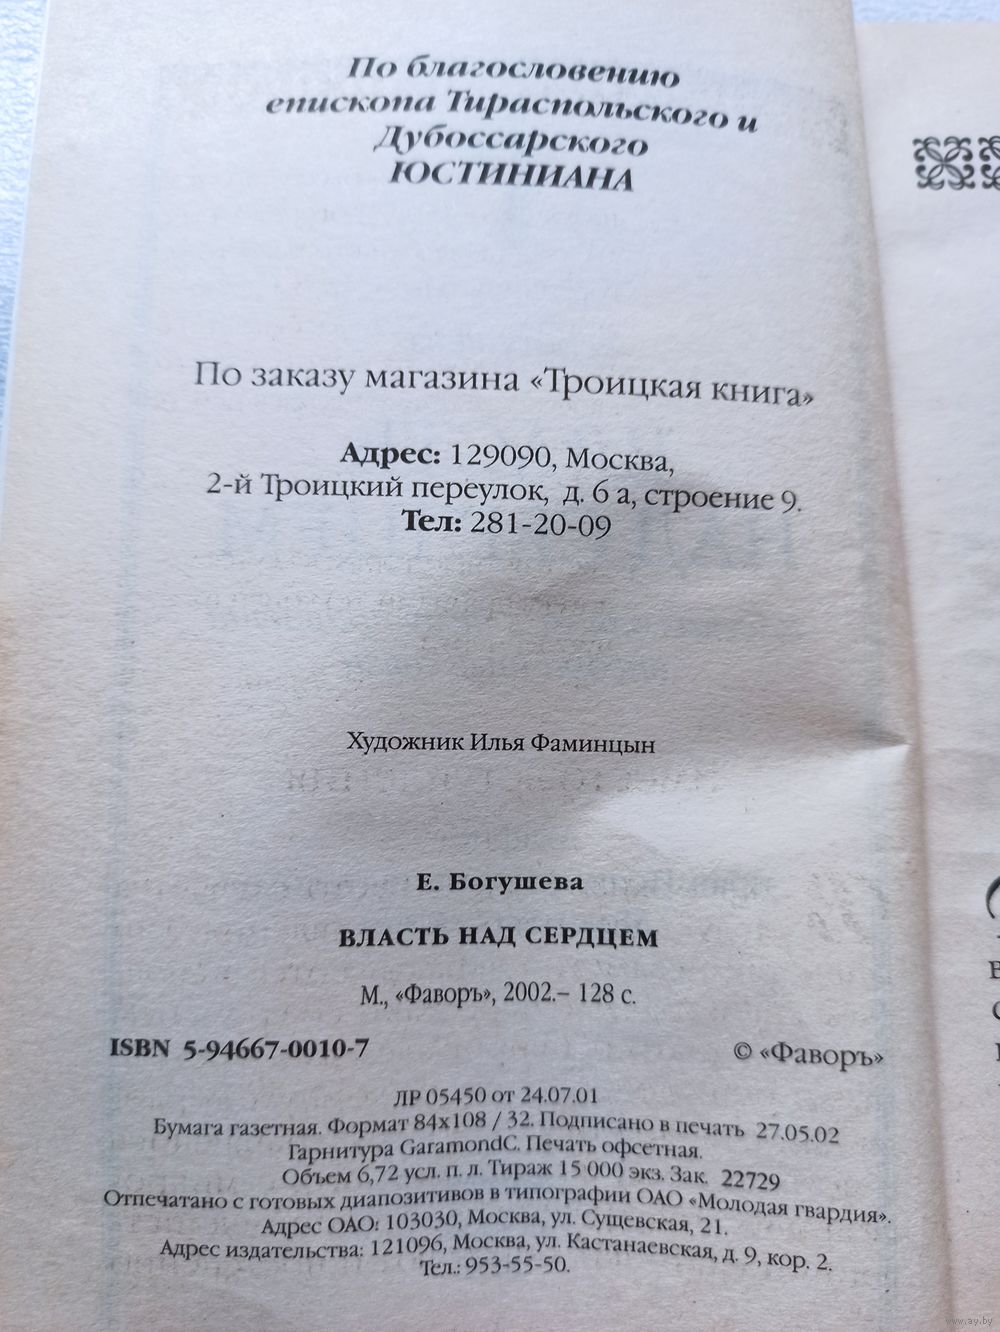 По благословению
епископа Тираспольского и
Дубоссарского
ЮСТИНИАНА
По заказу магазина «Троицкая книга»
Адрес: 129090, Москва,
2-й Троицкий переулок, д. 6 а, строение 9.
Тел: 281-20-09
Художник Илья Фаминцын
Е. Богушева
ВЛАСТЬ НАД СЕРДЦЕМ
М., «Фаворъ», 2002.– 128 с.
ISBN 5-94667-0010-7
© «Фаворъ»
ЛР 05450 от 24.07.01
Бумага газетная. Формат 84х108 / 32. Подписано в печать 27.05.02
Гарнитура GaramondC. Печать офсетная.
Объем 6,72 усл. п. л. Тираж 15 000 экз. Зак. 22729
Отпечатано с готовых диапозитивов в типографии ОАО «Молодая гвардия».
Адрес ОАО: 103030, Москва, ул. Сущевская, 21.
Адрес издательства: 121096, Москва, ул. Кастанаевская, д. 9, кор. 2.
Тел.: 953-55-50.
www.ay.by